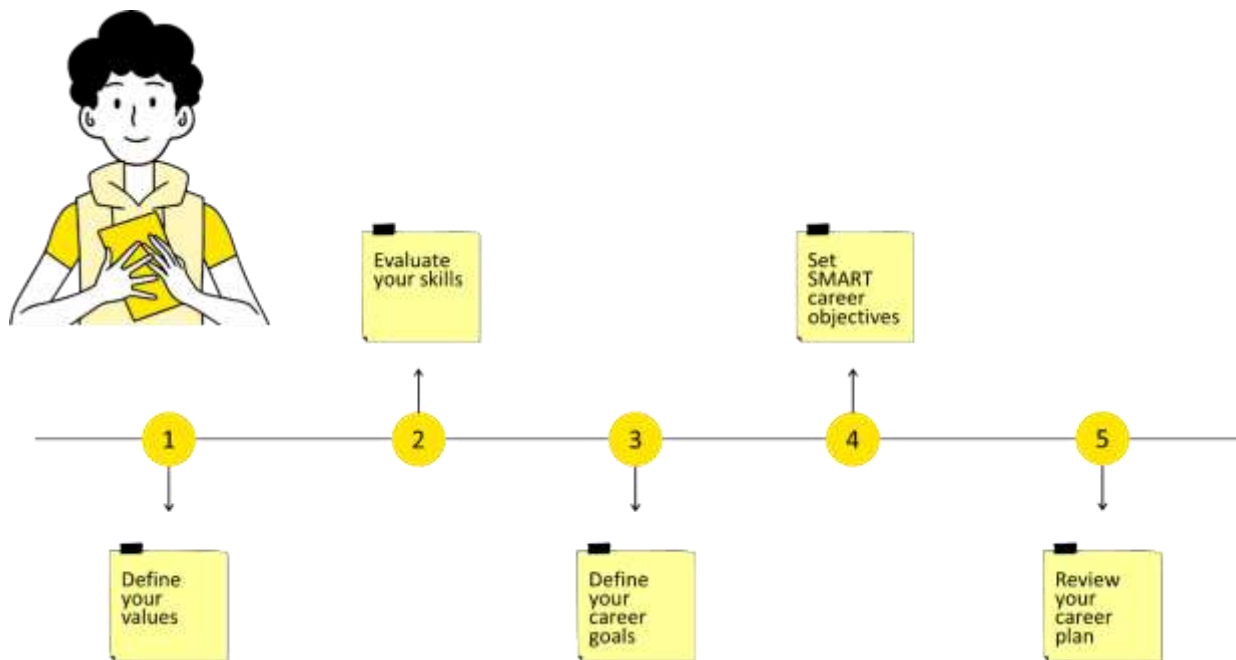 Evaluate
your skills
Set
SMART
career
objectives
1
2
3
4
5
Define
your
values
Define
your
career
goals
Review
your
career
plan